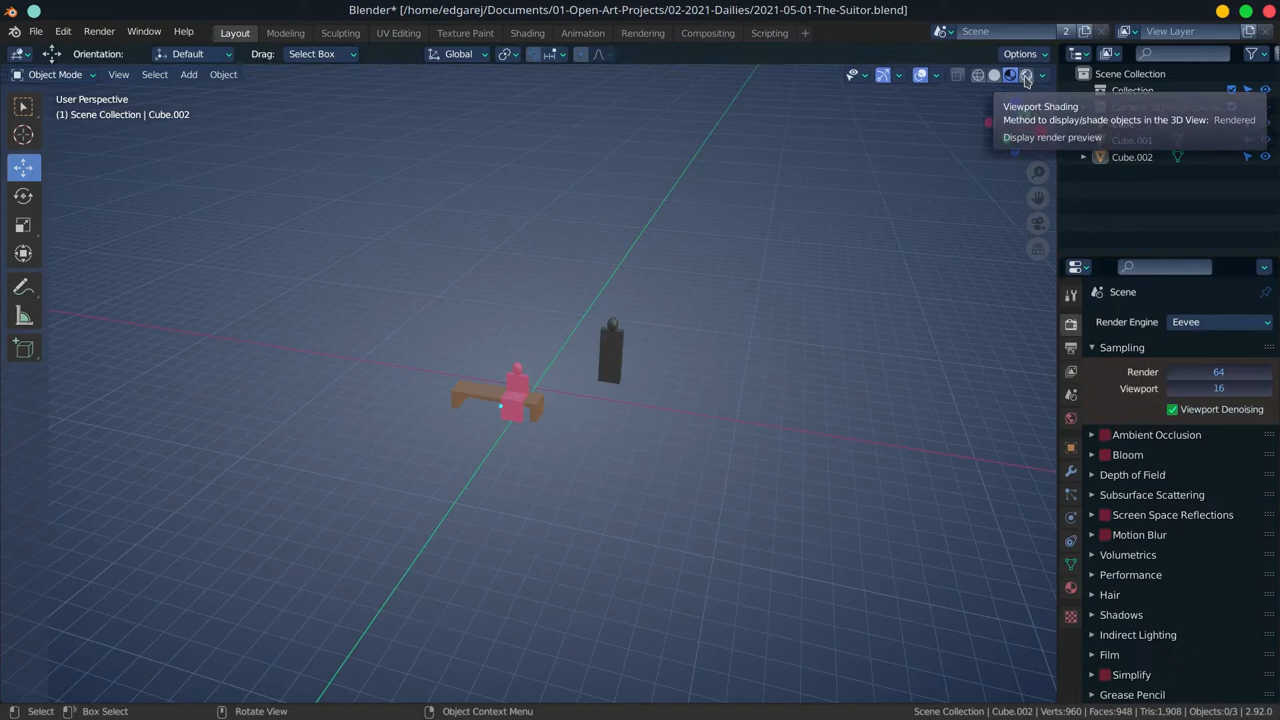 Blender* [/home/edgarej/Documents/01-Open-Art-Projects/02-2021-Dailies/2021-05-01-The-Suitor.blend]
File Edit Render Window Help Layout Modeling Sculpting UV Editing Texture Paint Shading Animation Rendering Compositing Scripting + Scene 2 View Layer
Orientation: Default Drag: Select Box Global Options
Object Mode View Select Add Object Scene Collection
User Perspective
(1) Scene Collection | Cube.002
Collection
Viewport Shading
Method to display/shade objects in the 3D View: Rendered
Display render preview
Cube.001
Cube.002
Scene
Render Engine Eevee
Sampling
Render 64
Viewport 16
Viewport Denoising
Ambient Occlusion
Bloom
Depth of Field
Subsurface Scattering
Screen Space Reflections
Motion Blur
Volumetrics
Performance
Hair
Shadows
Indirect Lighting
Film
Simplify
Grease Pencil
Select Box Select Rotate View Object Context Menu Scene Collection | Cube.002 | Verts:960 | Faces:948 | Tris:1,908 | Objects:0/3 | 2.92.0